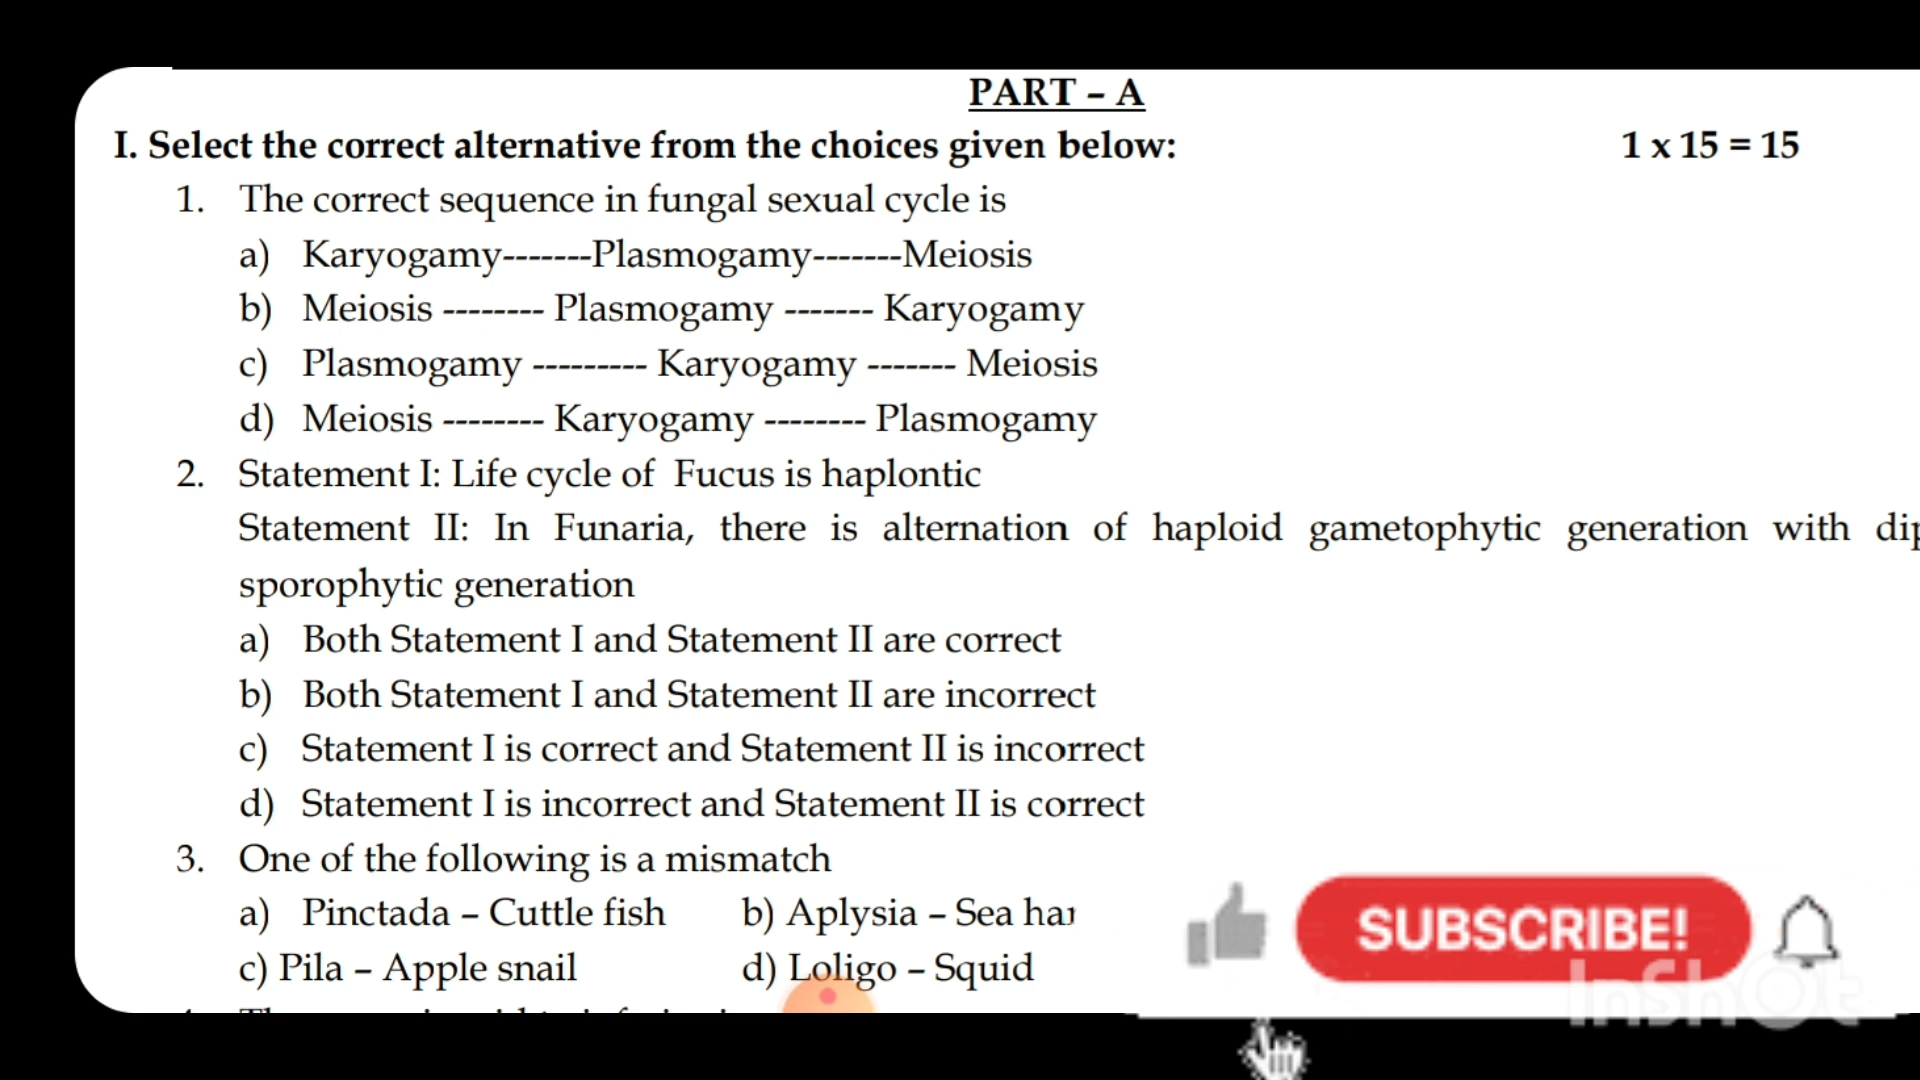 PART – A
I. Select the correct alternative from the choices given below: 1 x 15 = 15
1. The correct sequence in fungal sexual cycle is
a) Karyogamy-------Plasmogamy-------Meiosis
b) Meiosis -------- Plasmogamy ------- Karyogamy
c) Plasmogamy --------- Karyogamy ------- Meiosis
d) Meiosis -------- Karyogamy -------- Plasmogamy
2. Statement I: Life cycle of Fucus is haplontic
Statement II: In Funaria, there is alternation of haploid gametophytic generation with
sporophytic generation
a) Both Statement I and Statement II are correct
b) Both Statement I and Statement II are incorrect
c) Statement I is correct and Statement II is incorrect
d) Statement I is incorrect and Statement II is correct
3. One of the following is a mismatch
a) Pinctada – Cuttle fish b) Aplysia – Sea
c) Pila – Apple snail d) Loligo – Squid
SUBSCRIBE!
InShOt